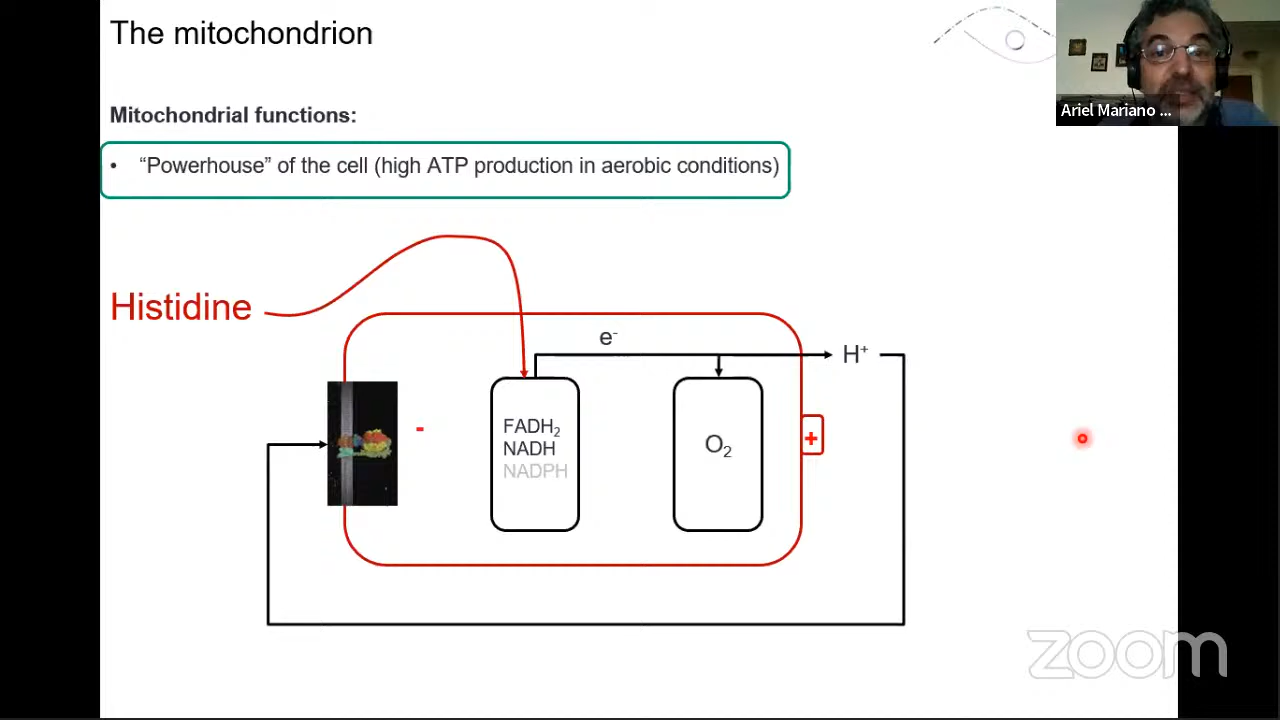 The mitochondrion
Ariel Mariano ...
Mitochondrial functions:
• “Powerhouse” of the cell (high ATP production in aerobic conditions)
Histidine
e⁻
H⁺
-
FADH₂
NADH
NADPH
O₂
+
zoom